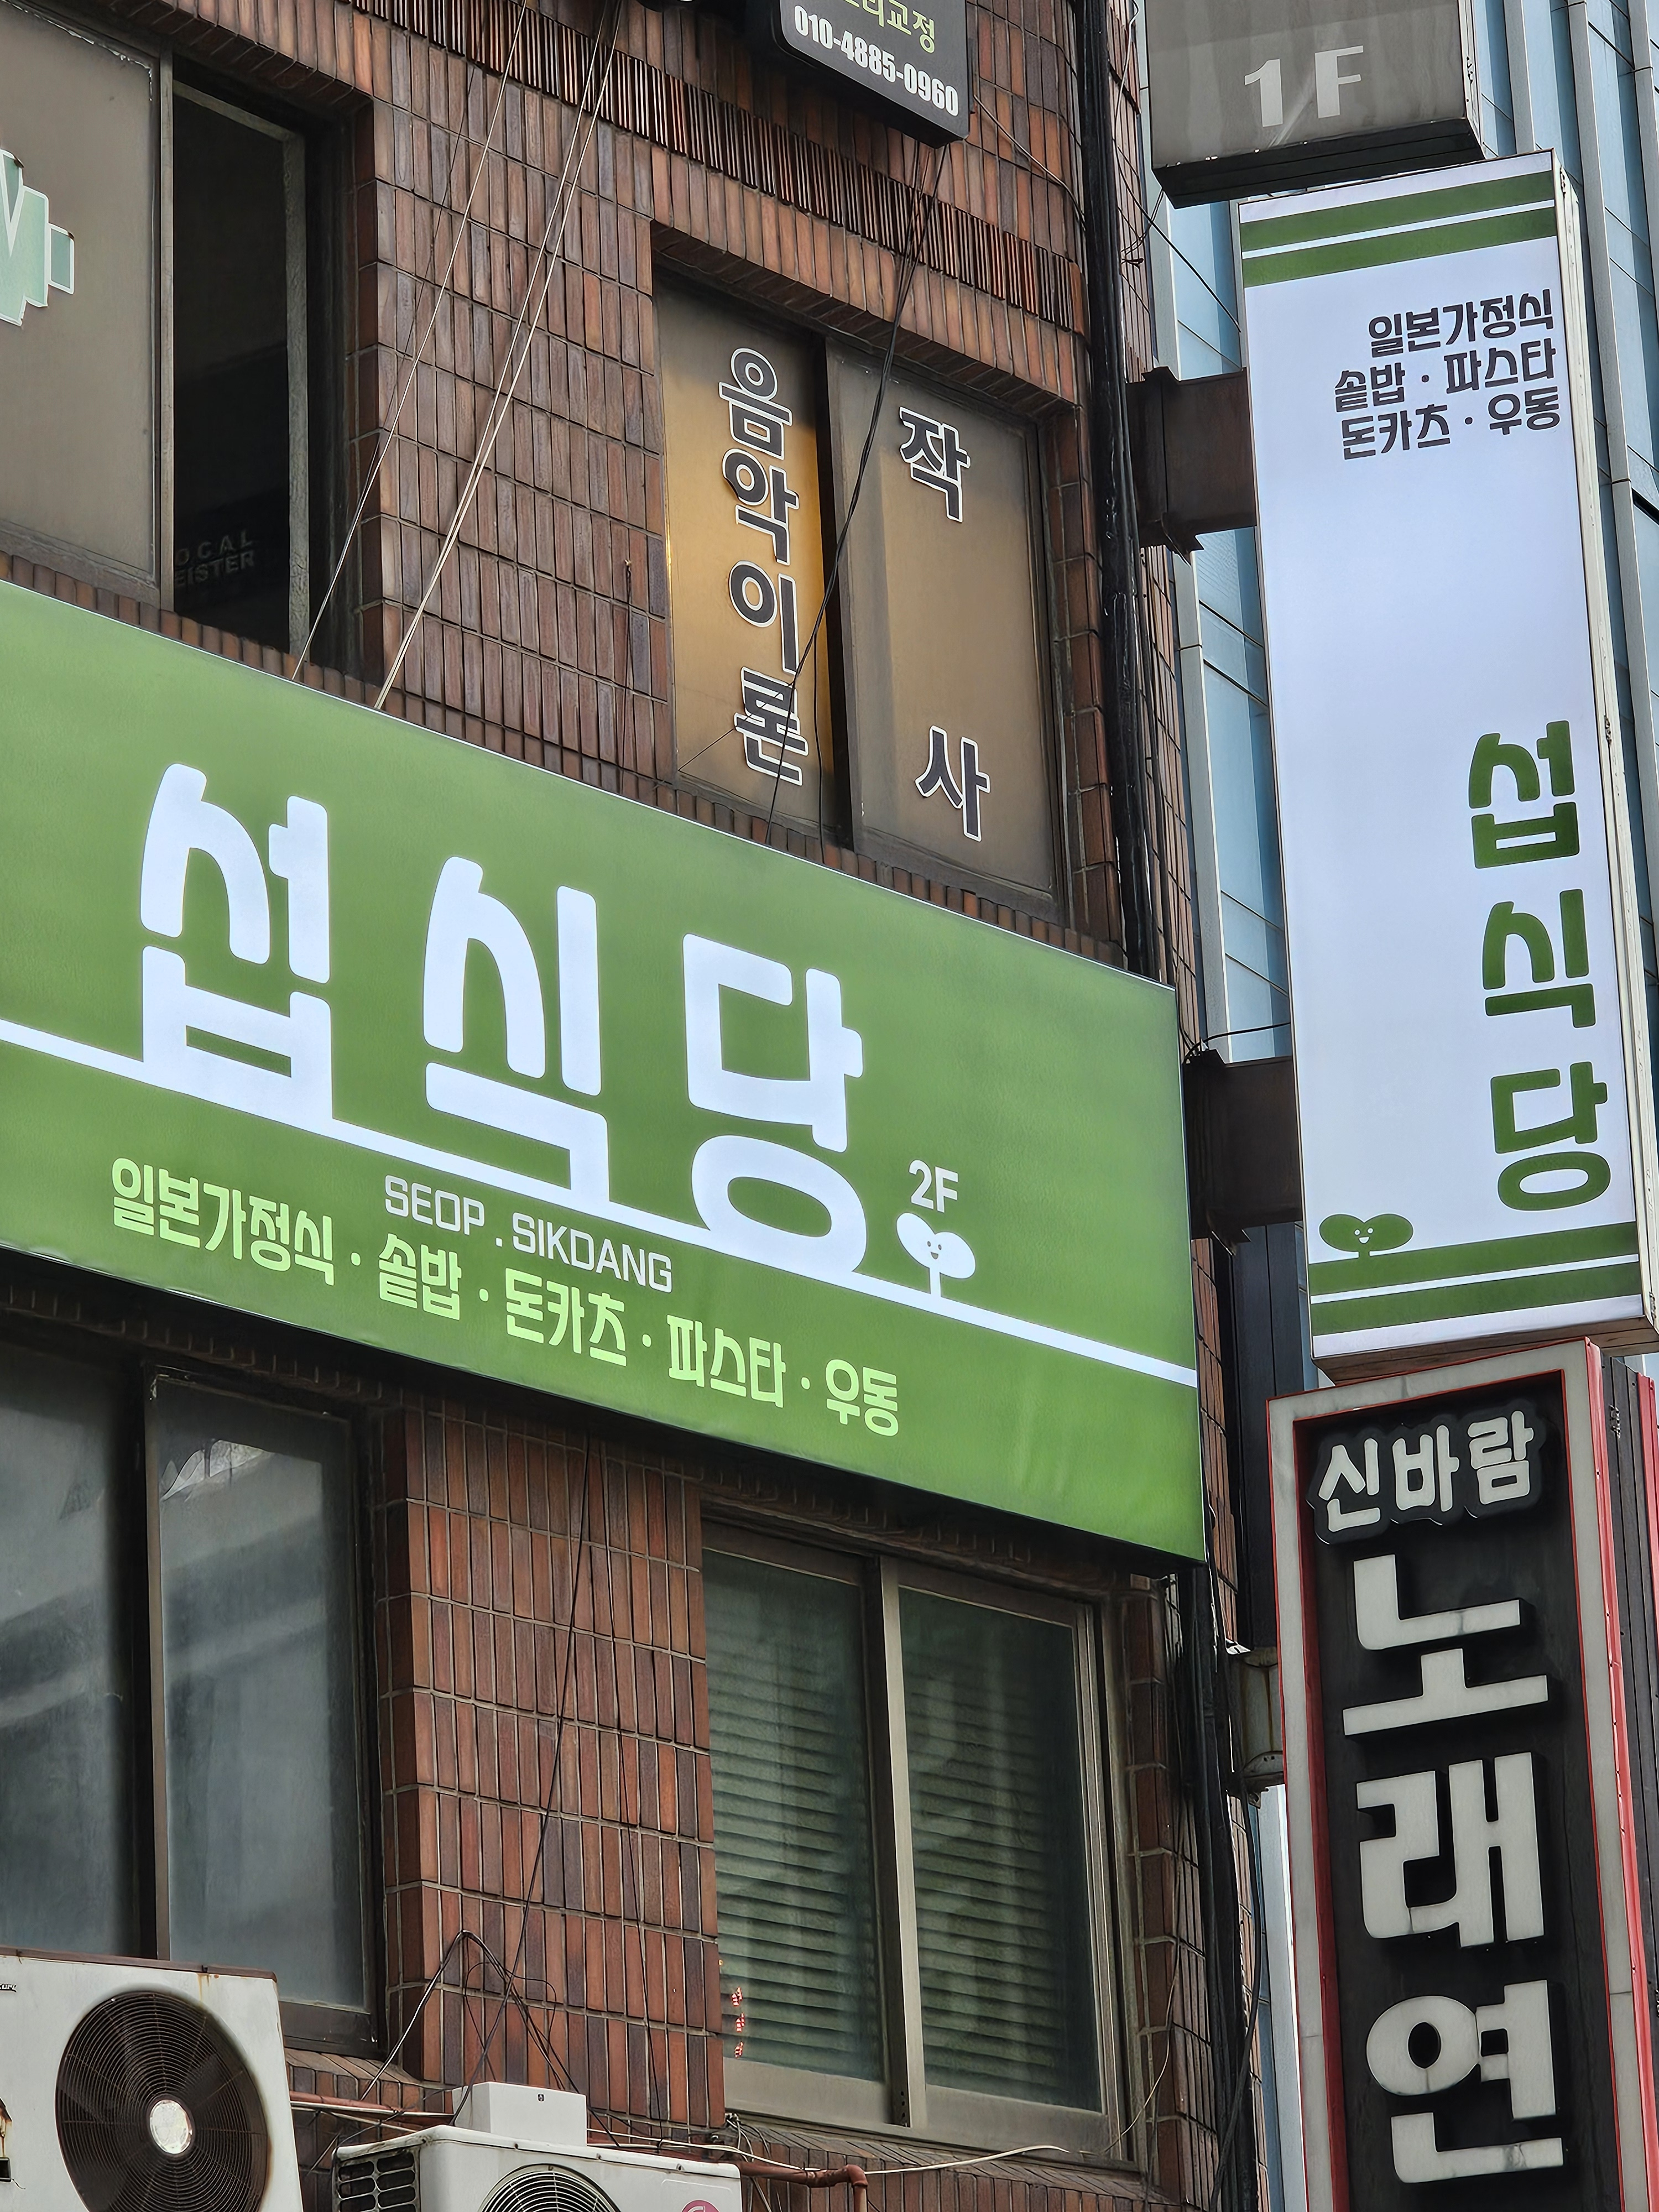 010-4885-0960
1F
일본가정식
솥밥 · 파스타
돈카츠 · 우동
섭식당
음악이론
작사
OCAL
EISTER
섭식당
2F
SEOP . SIKDANG
일본가정식 · 솥밥 · 돈카츠 · 파스타 · 우동
신바람
노래연